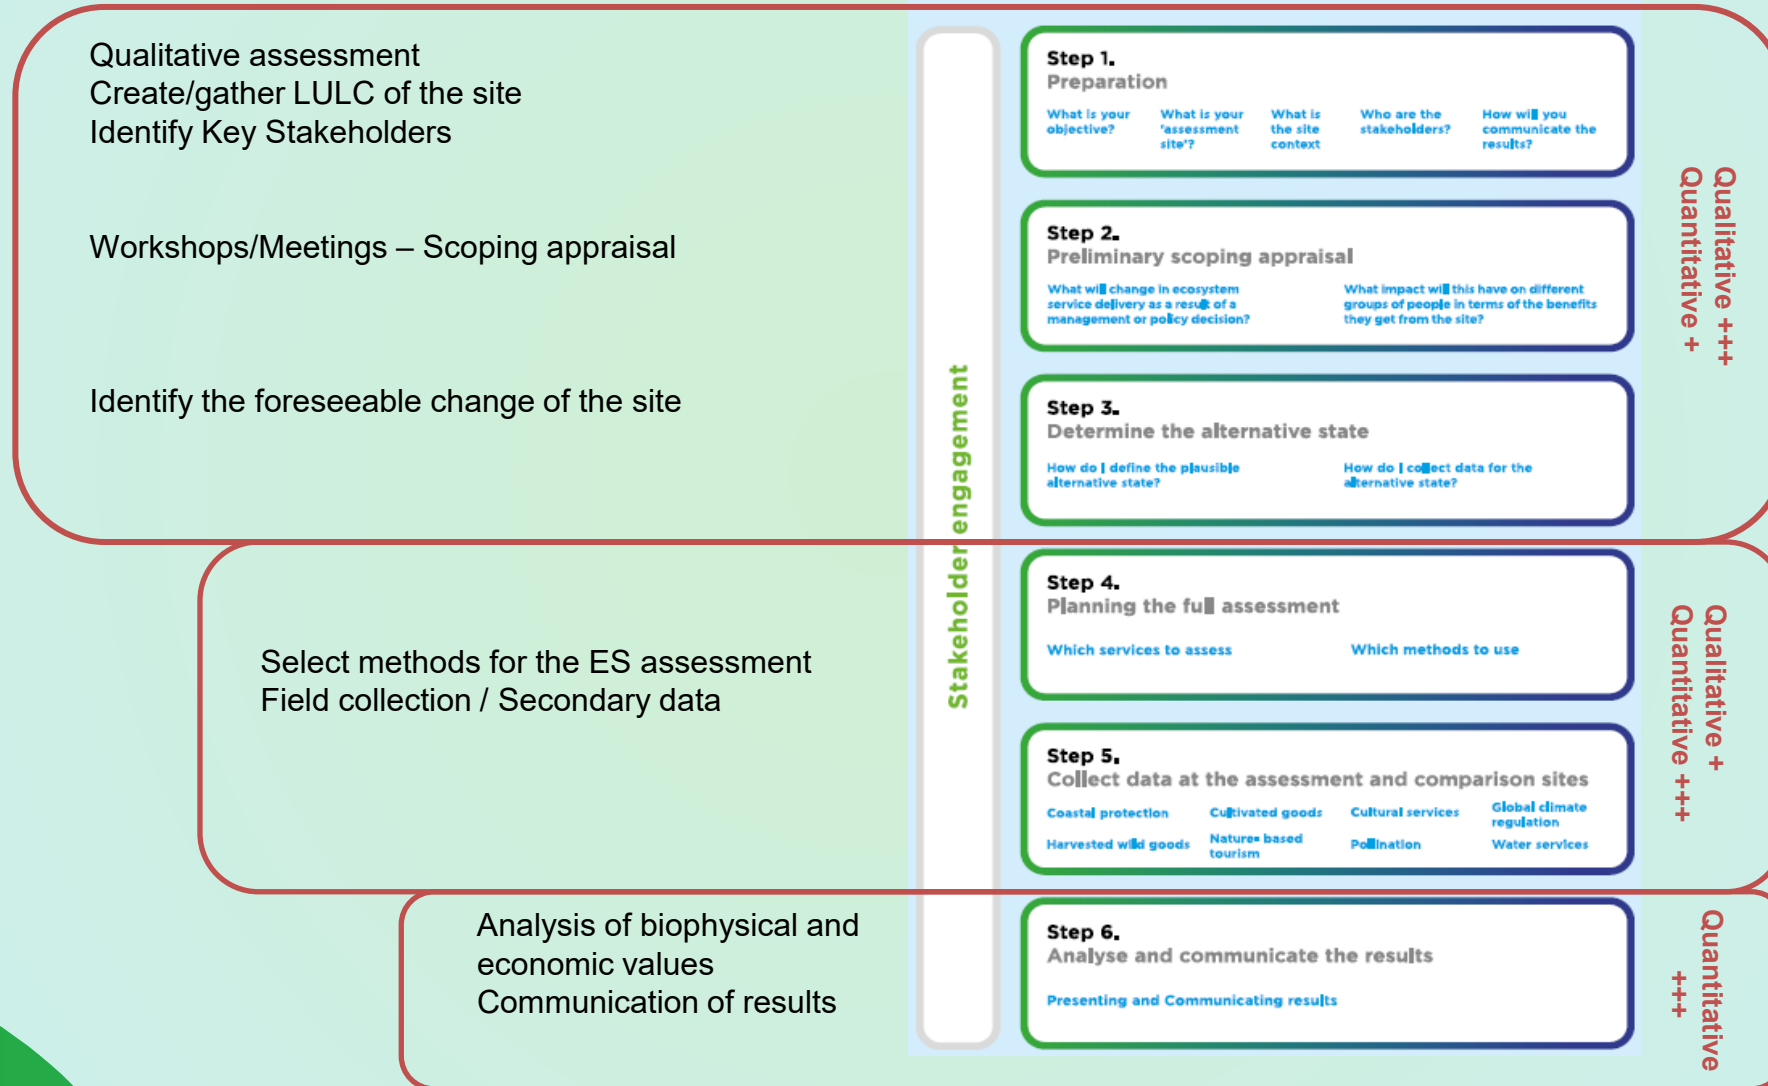 Qualitative assessment
Create/gather LULC of the site
Identify Key Stakeholders
Workshops/Meetings – Scoping appraisal
Identify the foreseeable change of the site
Select methods for the ES assessment
Field collection / Secondary data
Analysis of biophysical and
economic values
Communication of results
Stakeholder engagement
Step 1.
Preparation
What is your
objective?
What is your
'assessment
site'?
What is
the site
context
Who are the
stakeholders?
How will you
communicate the
results?
Step 2.
Preliminary scoping appraisal
What will change in ecosystem
service delivery as a result of a
management or policy decision?
What impact will this have on different
groups of people in terms of the benefits
they get from the site?
Step 3.
Determine the alternative state
How do I define the plausible
alternative state?
How do I collect data for the
alternative state?
Step 4.
Planning the full assessment
Which services to assess
Which methods to use
Step 5.
Collect data at the assessment and comparison sites
Coastal protection
Cultivated goods
Cultural services
Global climate
regulation
Harvested wild goods
Nature- based
tourism
Pollination
Water services
Step 6.
Analyse and communicate the results
Presenting and Communicating results
Qualitative +++
Quantitative +
Qualitative +
Quantitative +++
Quantitative
+++